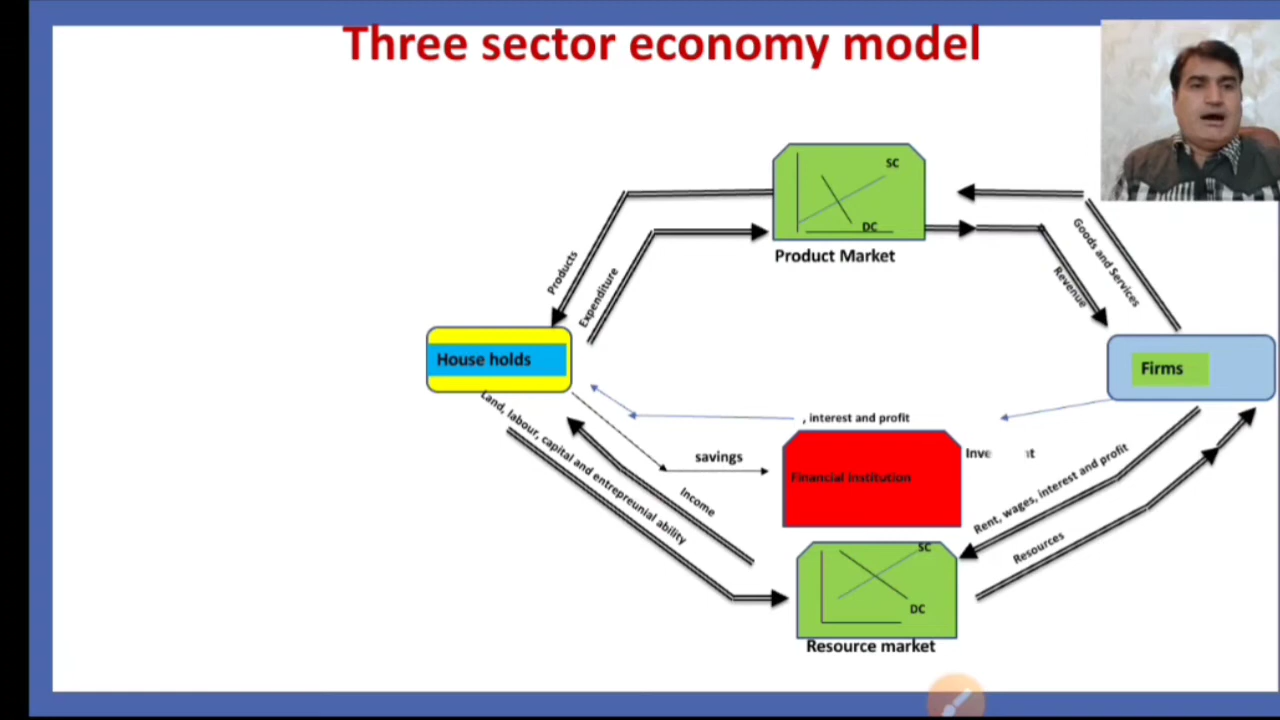 Three sector economy model
SC
DC
Product Market
Products
Expenditure
Goods and Services
Revenue
House holds
Firms
, interest and profit
savings
Financial Institution
Land, labour, capital and entrepreunial ability
Income
Rent, wages, interest and profit
Resources
SC
DC
Resource market